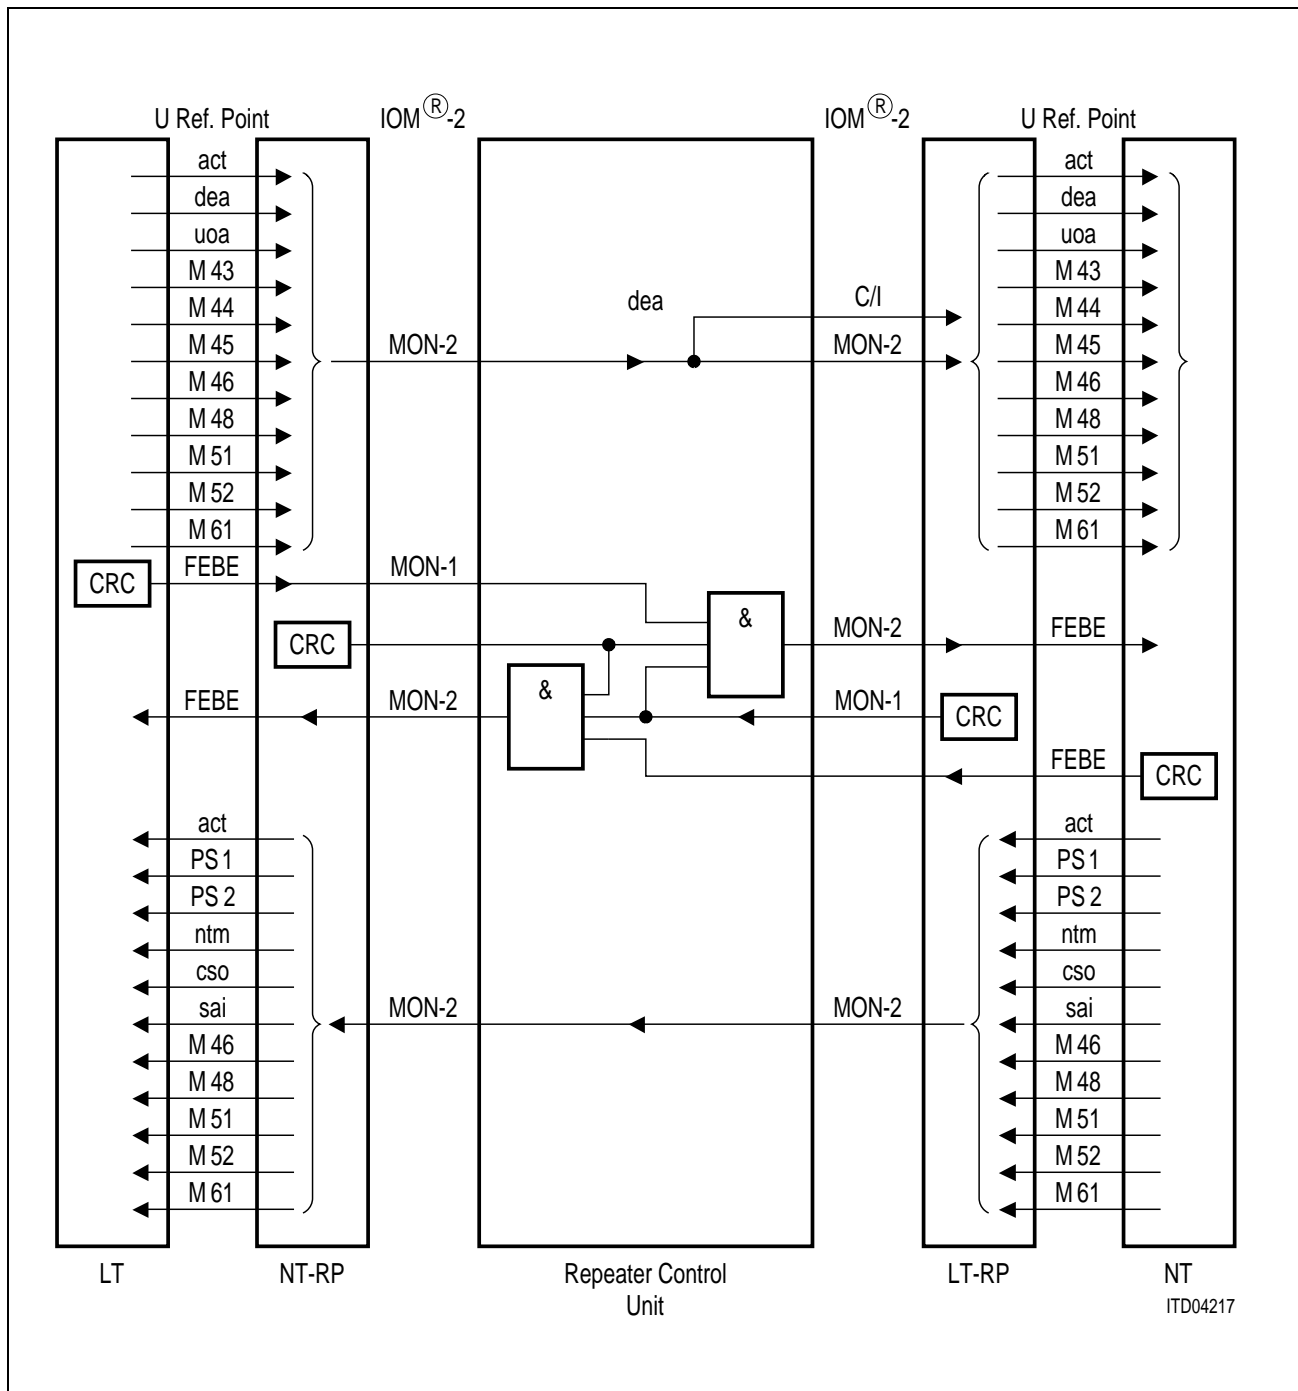 U Ref. Point IOM®-2 IOM®-2 U Ref. Point
act act
dea dea
uoa uoa
M 43 M 43
dea C/I
M 44 M 44
M 45 MON-2 MON-2 M 45
M 46 M 46
M 48 M 48
M 51 M 51
M 52 M 52
M 61 M 61
CRC FEBE MON-1
&
CRC MON-2 FEBE
&
FEBE MON-2 MON-1 CRC
FEBE CRC
act act
PS 1 PS 1
PS 2 PS 2
ntm ntm
cso cso
sai MON-2 MON-2 sai
M 46 M 46
M 48 M 48
M 51 M 51
M 52 M 52
M 61 M 61
LT NT-RP Repeater Control Unit LT-RP NT
ITD04217